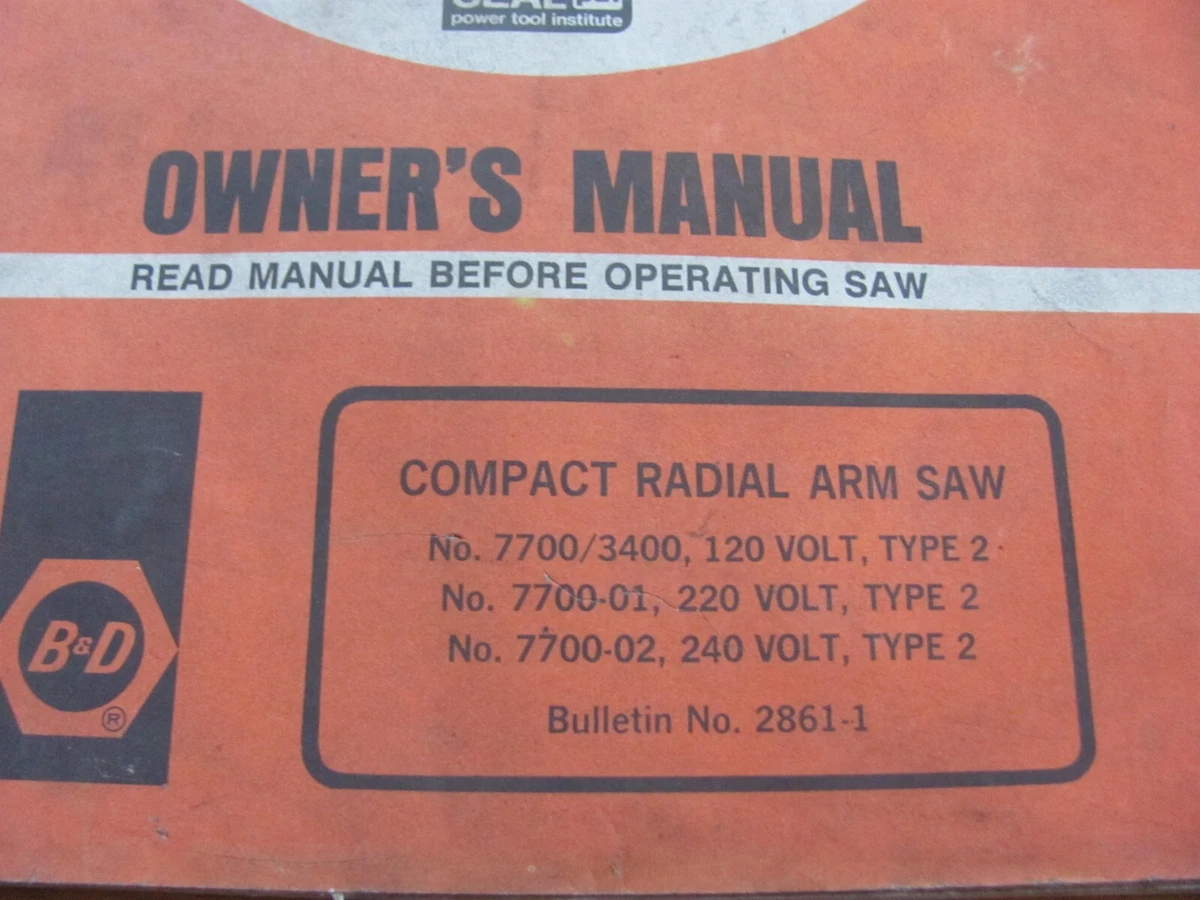 SEAL
power tool institute
OWNER'S MANUAL
READ MANUAL BEFORE OPERATING SAW
COMPACT RADIAL ARM SAW
No. 7700/3400, 120 VOLT, TYPE 2
No. 7700-01, 220 VOLT, TYPE 2
No. 7700-02, 240 VOLT, TYPE 2
Bulletin No. 2861-1
B&D
®